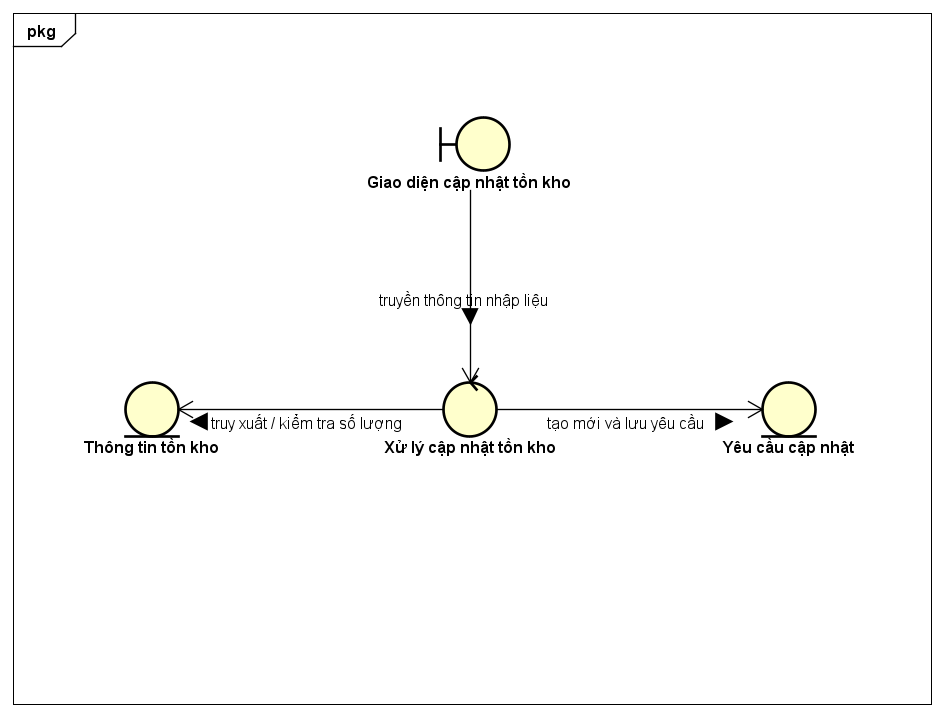 pkg
Giao diện cập nhật tồn kho
truyền thông tin nhập liệu
truy xuất / kiểm tra số lượng
tạo mới và lưu yêu cầu
Thông tin tồn kho
Xử lý cập nhật tồn kho
Yêu cầu cập nhật